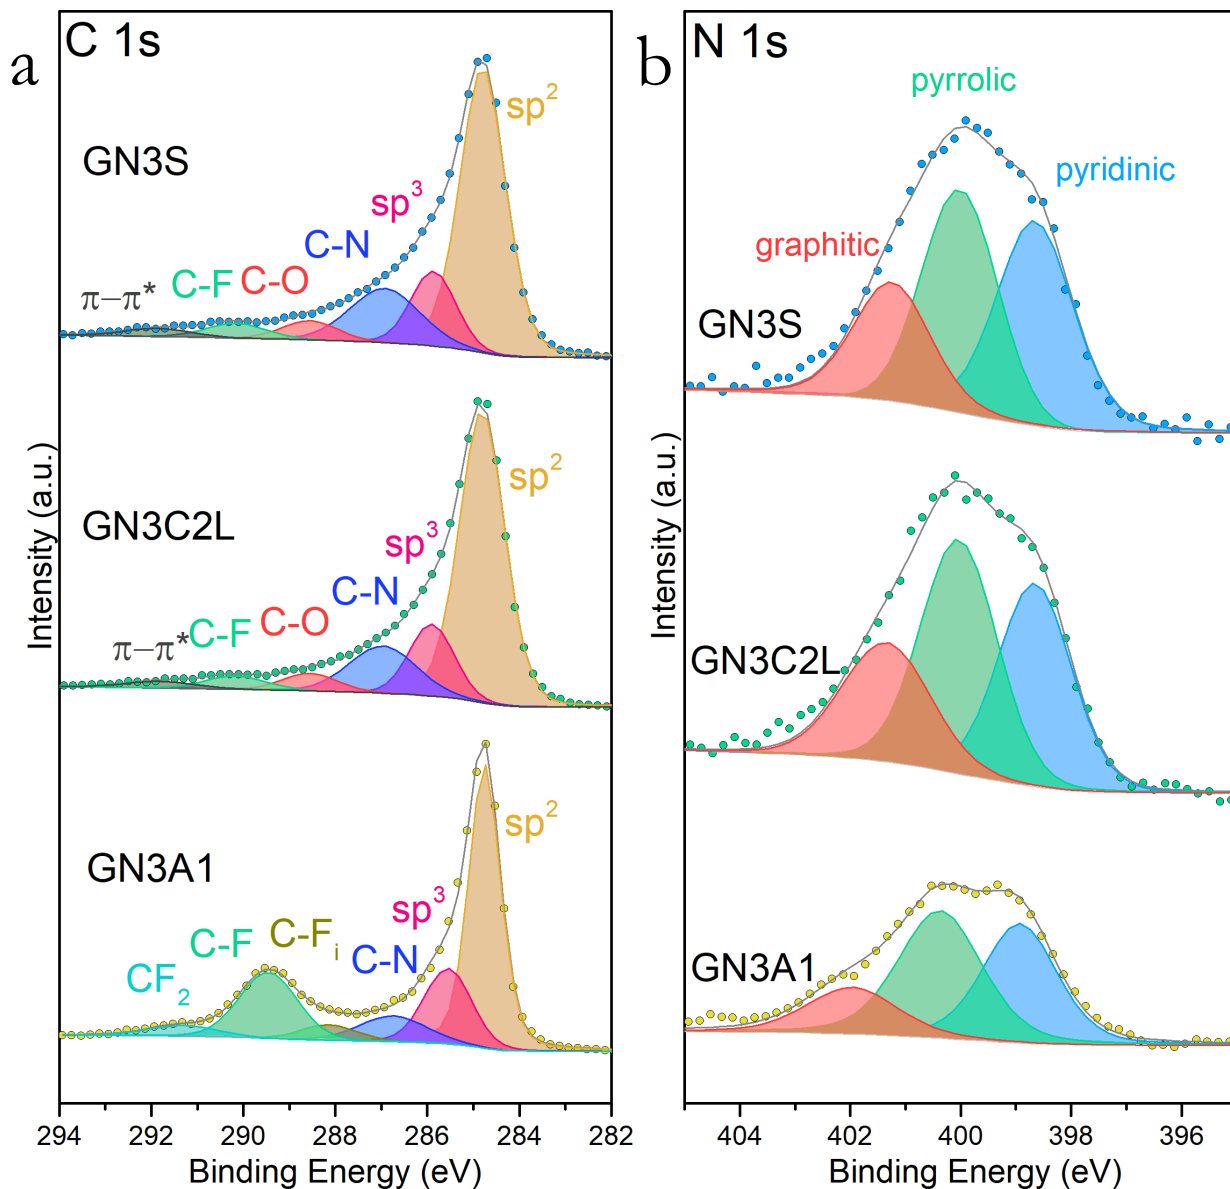 a
C 1s
sp²
GN3S
sp³
C-N
π−π* C-F C-O
sp²
GN3C2L
sp³
C-N
C-O
π−π* C-F
sp²
GN3A1
sp³
C-Fᵢ
C-F
C-N
CF₂
Intensity (a.u.)
294 292 290 288 286 284 282
Binding Energy (eV)
b
N 1s
pyrrolic
pyridinic
graphitic
GN3S
GN3C2L
GN3A1
Intensity (a.u.)
404 402 400 398 396
Binding Energy (eV)